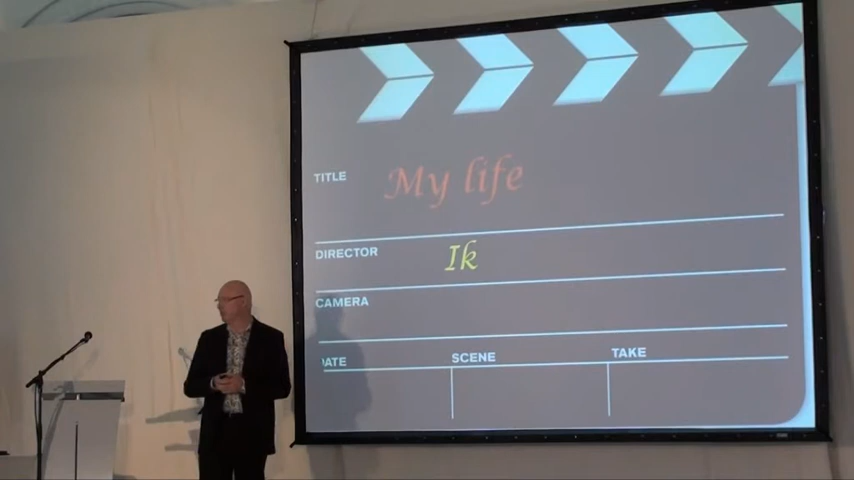 TITLE My life
DIRECTOR Ik
CAMERA
DATE SCENE TAKE